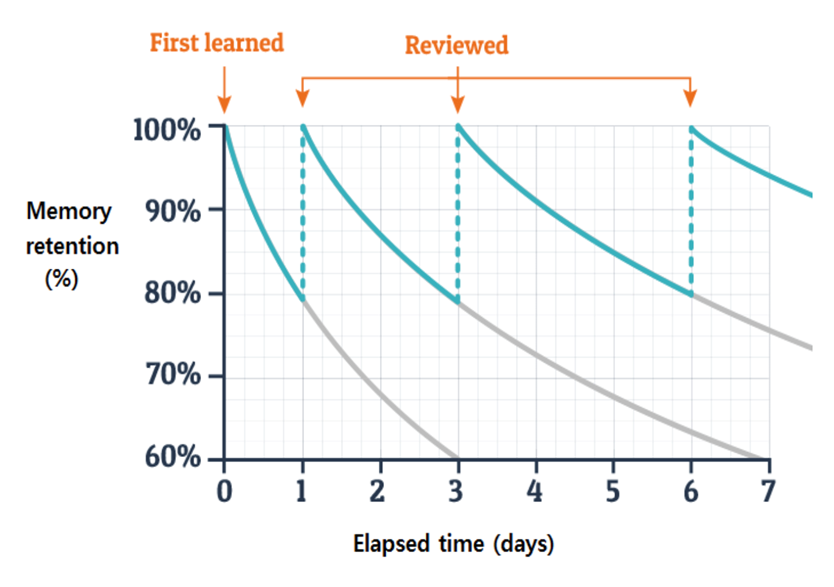 First learned
Reviewed
Memory
retention
(%)
100%
90%
80%
70%
60%
0 1 2 3 4 5 6 7
Elapsed time (days)